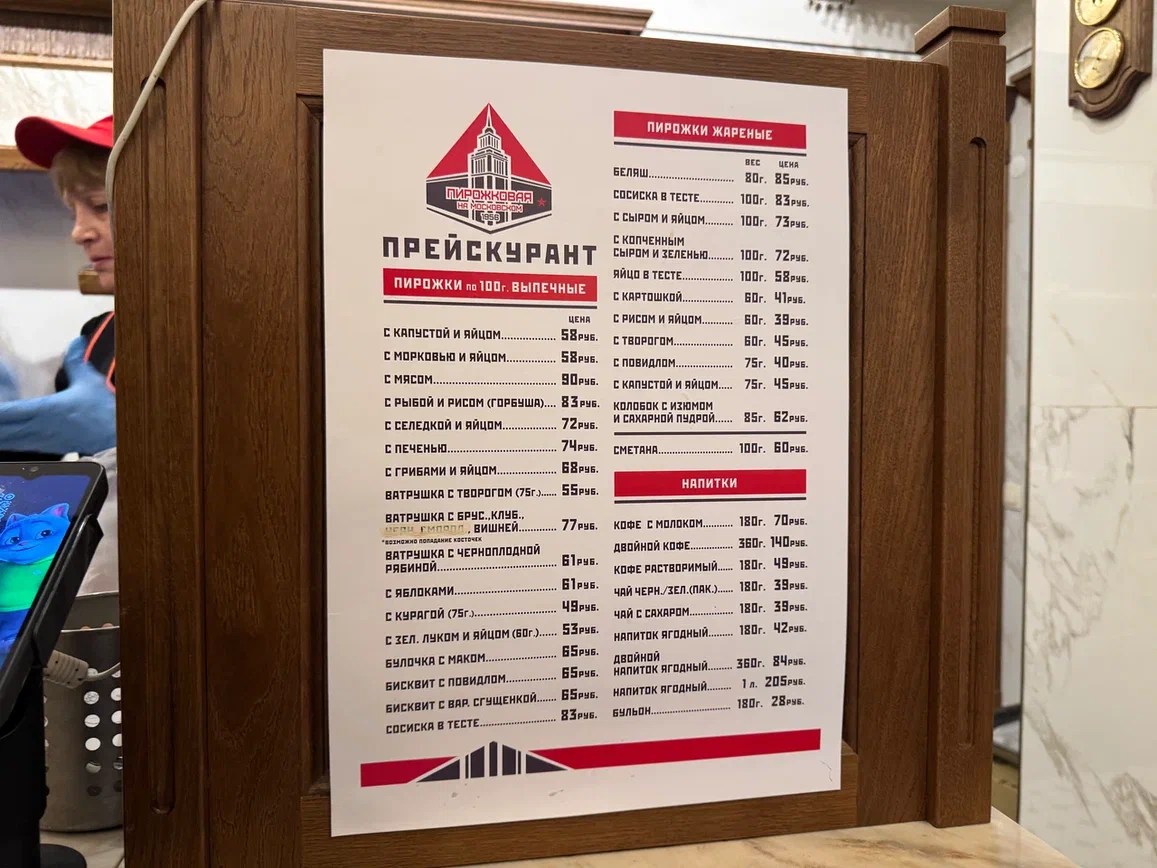 ПИРОЖКОВАЯ
НА МОСКОВСКОМ
1956
ПРЕЙСКУРАНТ
ПИРОЖКИ ПО 100Г. ВЫПЕЧНЫЕ
ЦЕНА
С КАПУСТОЙ И ЯЙЦОМ............... 58РУБ.
С МОРКОВЬЮ И ЯЙЦОМ.............. 58РУБ.
С МЯСОМ................................... 90РУБ.
С РЫБОЙ И РИСОМ (ГОРБУША).... 83РУБ.
С СЕЛЕДКОЙ И ЯЙЦОМ............... 72РУБ.
С ПЕЧЕНЬЮ............................... 74РУБ.
С ГРИБАМИ И ЯЙЦОМ................. 68РУБ.
ВАТРУШКА С ТВОРОГОМ (75г.)...... 55РУБ.
ВАТРУШКА С БРУС.,КЛУБ.,
ЧЕРН. СМОРОД., ВИШНЕЙ........... 77РУБ.
*ВОЗМОЖНО ПОПАДАНИЕ КОСТОЧЕК
ВАТРУШКА С ЧЕРНОПЛОДНОЙ
РЯБИНОЙ.................................. 61РУБ.
С ЯБЛОКАМИ............................. 61РУБ.
С КУРАГОЙ (75г.)........................ 49РУБ.
С ЗЕЛ. ЛУКОМ И ЯЙЦОМ (60г.)...... 53РУБ.
БУЛОЧКА С МАКОМ.................... 65РУБ.
БИСКВИТ С ПОВИДЛОМ.............. 65РУБ.
БИСКВИТ С ВАР. СГУЩЕНКОЙ....... 65РУБ.
СОСИСКА В ТЕСТЕ...................... 83РУБ.
ПИРОЖКИ ЖАРЕНЫЕ
ВЕС ЦЕНА
БЕЛЯШ........................ 80г. 85РУБ.
СОСИСКА В ТЕСТЕ.......... 100г. 83РУБ.
С СЫРОМ И ЯЙЦОМ........ 100г. 73РУБ.
С КОПЧЕННЫМ
СЫРОМ И ЗЕЛЕНЬЮ........ 100г. 72РУБ.
ЯЙЦО В ТЕСТЕ............... 100г. 58РУБ.
С КАРТОШКОЙ............... 60г. 41РУБ.
С РИСОМ И ЯЙЦОМ.......... 60г. 39РУБ.
С ТВОРОГОМ.................. 60г. 45РУБ.
С ПОВИДЛОМ................. 75г. 40РУБ.
С КАПУСТОЙ И ЯЙЦОМ..... 75г. 45РУБ.
КОЛОБОК С ИЗЮМОМ
И САХАРНОЙ ПУДРОЙ...... 85г. 62РУБ.
СМЕТАНА...................... 100г. 60РУБ.
НАПИТКИ
КОФЕ С МОЛОКОМ.......... 180г. 70РУБ.
ДВОЙНОЙ КОФЕ.............. 360г. 140РУБ.
КОФЕ РАСТВОРИМЫЙ...... 180г. 49РУБ.
ЧАЙ ЧЕРН./ЗЕЛ.(ПАК.)...... 180г. 39РУБ.
ЧАЙ С САХАРОМ............. 180г. 39РУБ.
НАПИТОК ЯГОДНЫЙ......... 180г. 42РУБ.
ДВОЙНОЙ
НАПИТОК ЯГОДНЫЙ........ 360г. 84РУБ.
НАПИТОК ЯГОДНЫЙ........ 1 л. 205РУБ.
БУЛЬОН........................ 180г. 28РУБ.